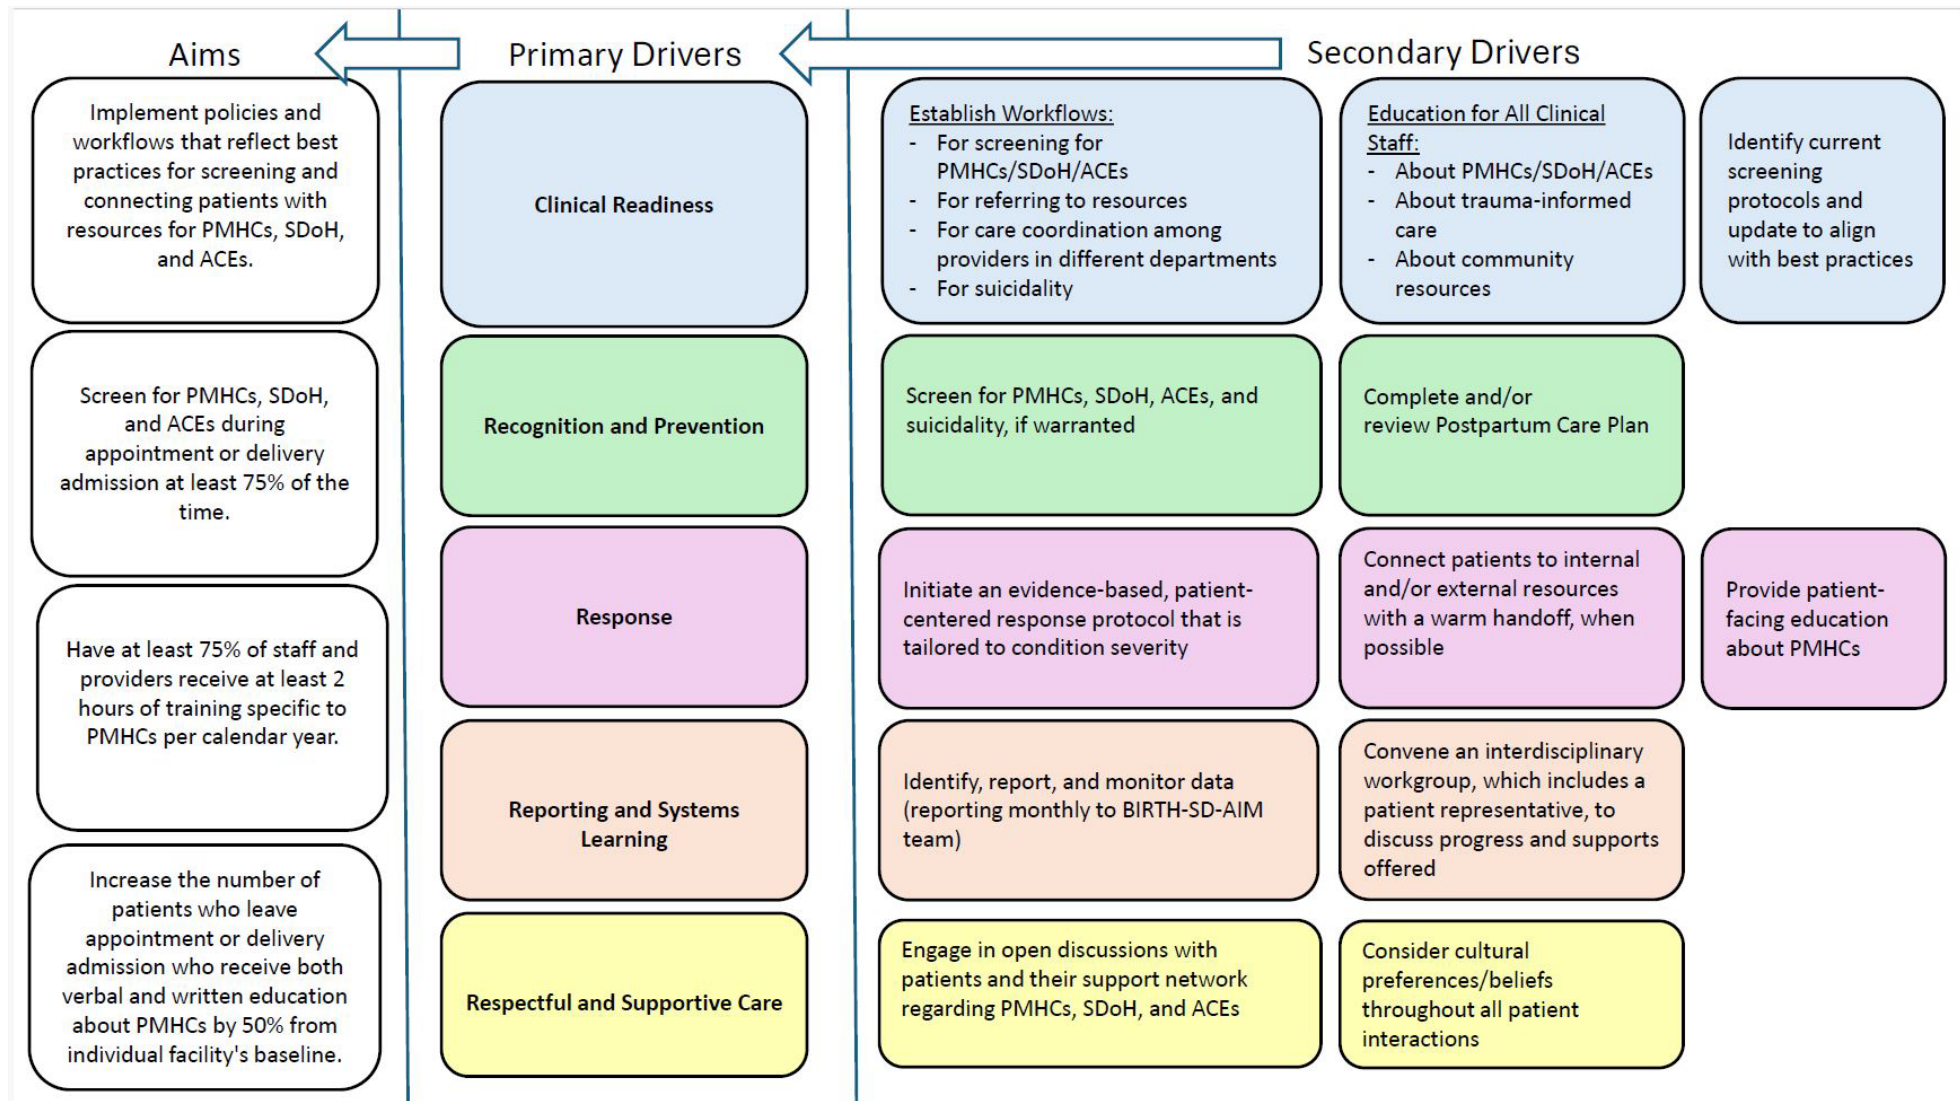 Aims
Primary Drivers
Secondary Drivers
Implement policies and
workflows that reflect best
practices for screening and
connecting patients with
resources for PMHCs, SDoH,
and ACEs.
Screen for PMHCs, SDoH,
and ACEs during
appointment or delivery
admission at least 75% of the
time.
Have at least 75% of staff and
providers receive at least 2
hours of training specific to
PMHCs per calendar year.
Increase the number of
patients who leave
appointment or delivery
admission who receive both
verbal and written education
about PMHCs by 50% from
individual facility's baseline.
Clinical Readiness
Establish Workflows:
- For screening for
PMHCs/SDoH/ACEs
- For referring to resources
- For care coordination among
providers in different departments
- For suicidality
Education for All Clinical
Staff:
- About PMHCs/SDoH/ACEs
- About trauma-informed
care
- About community
resources
Identify current
screening
protocols and
update to align
with best practices
Recognition and Prevention
Screen for PMHCs, SDoH, ACEs, and
suicidality, if warranted
Complete and/or
review Postpartum Care Plan
Response
Initiate an evidence-based, patient-
centered response protocol that is
tailored to condition severity
Connect patients to internal
and/or external resources
with a warm handoff, when
possible
Provide patient-
facing education
about PMHCs
Reporting and Systems
Learning
Identify, report, and monitor data
(reporting monthly to BIRTH-SD-AIM
team)
Convene an interdisciplinary
workgroup, which includes a
patient representative, to
discuss progress and supports
offered
Respectful and Supportive Care
Engage in open discussions with
patients and their support network
regarding PMHCs, SDoH, and ACEs
Consider cultural
preferences/beliefs
throughout all patient
interactions